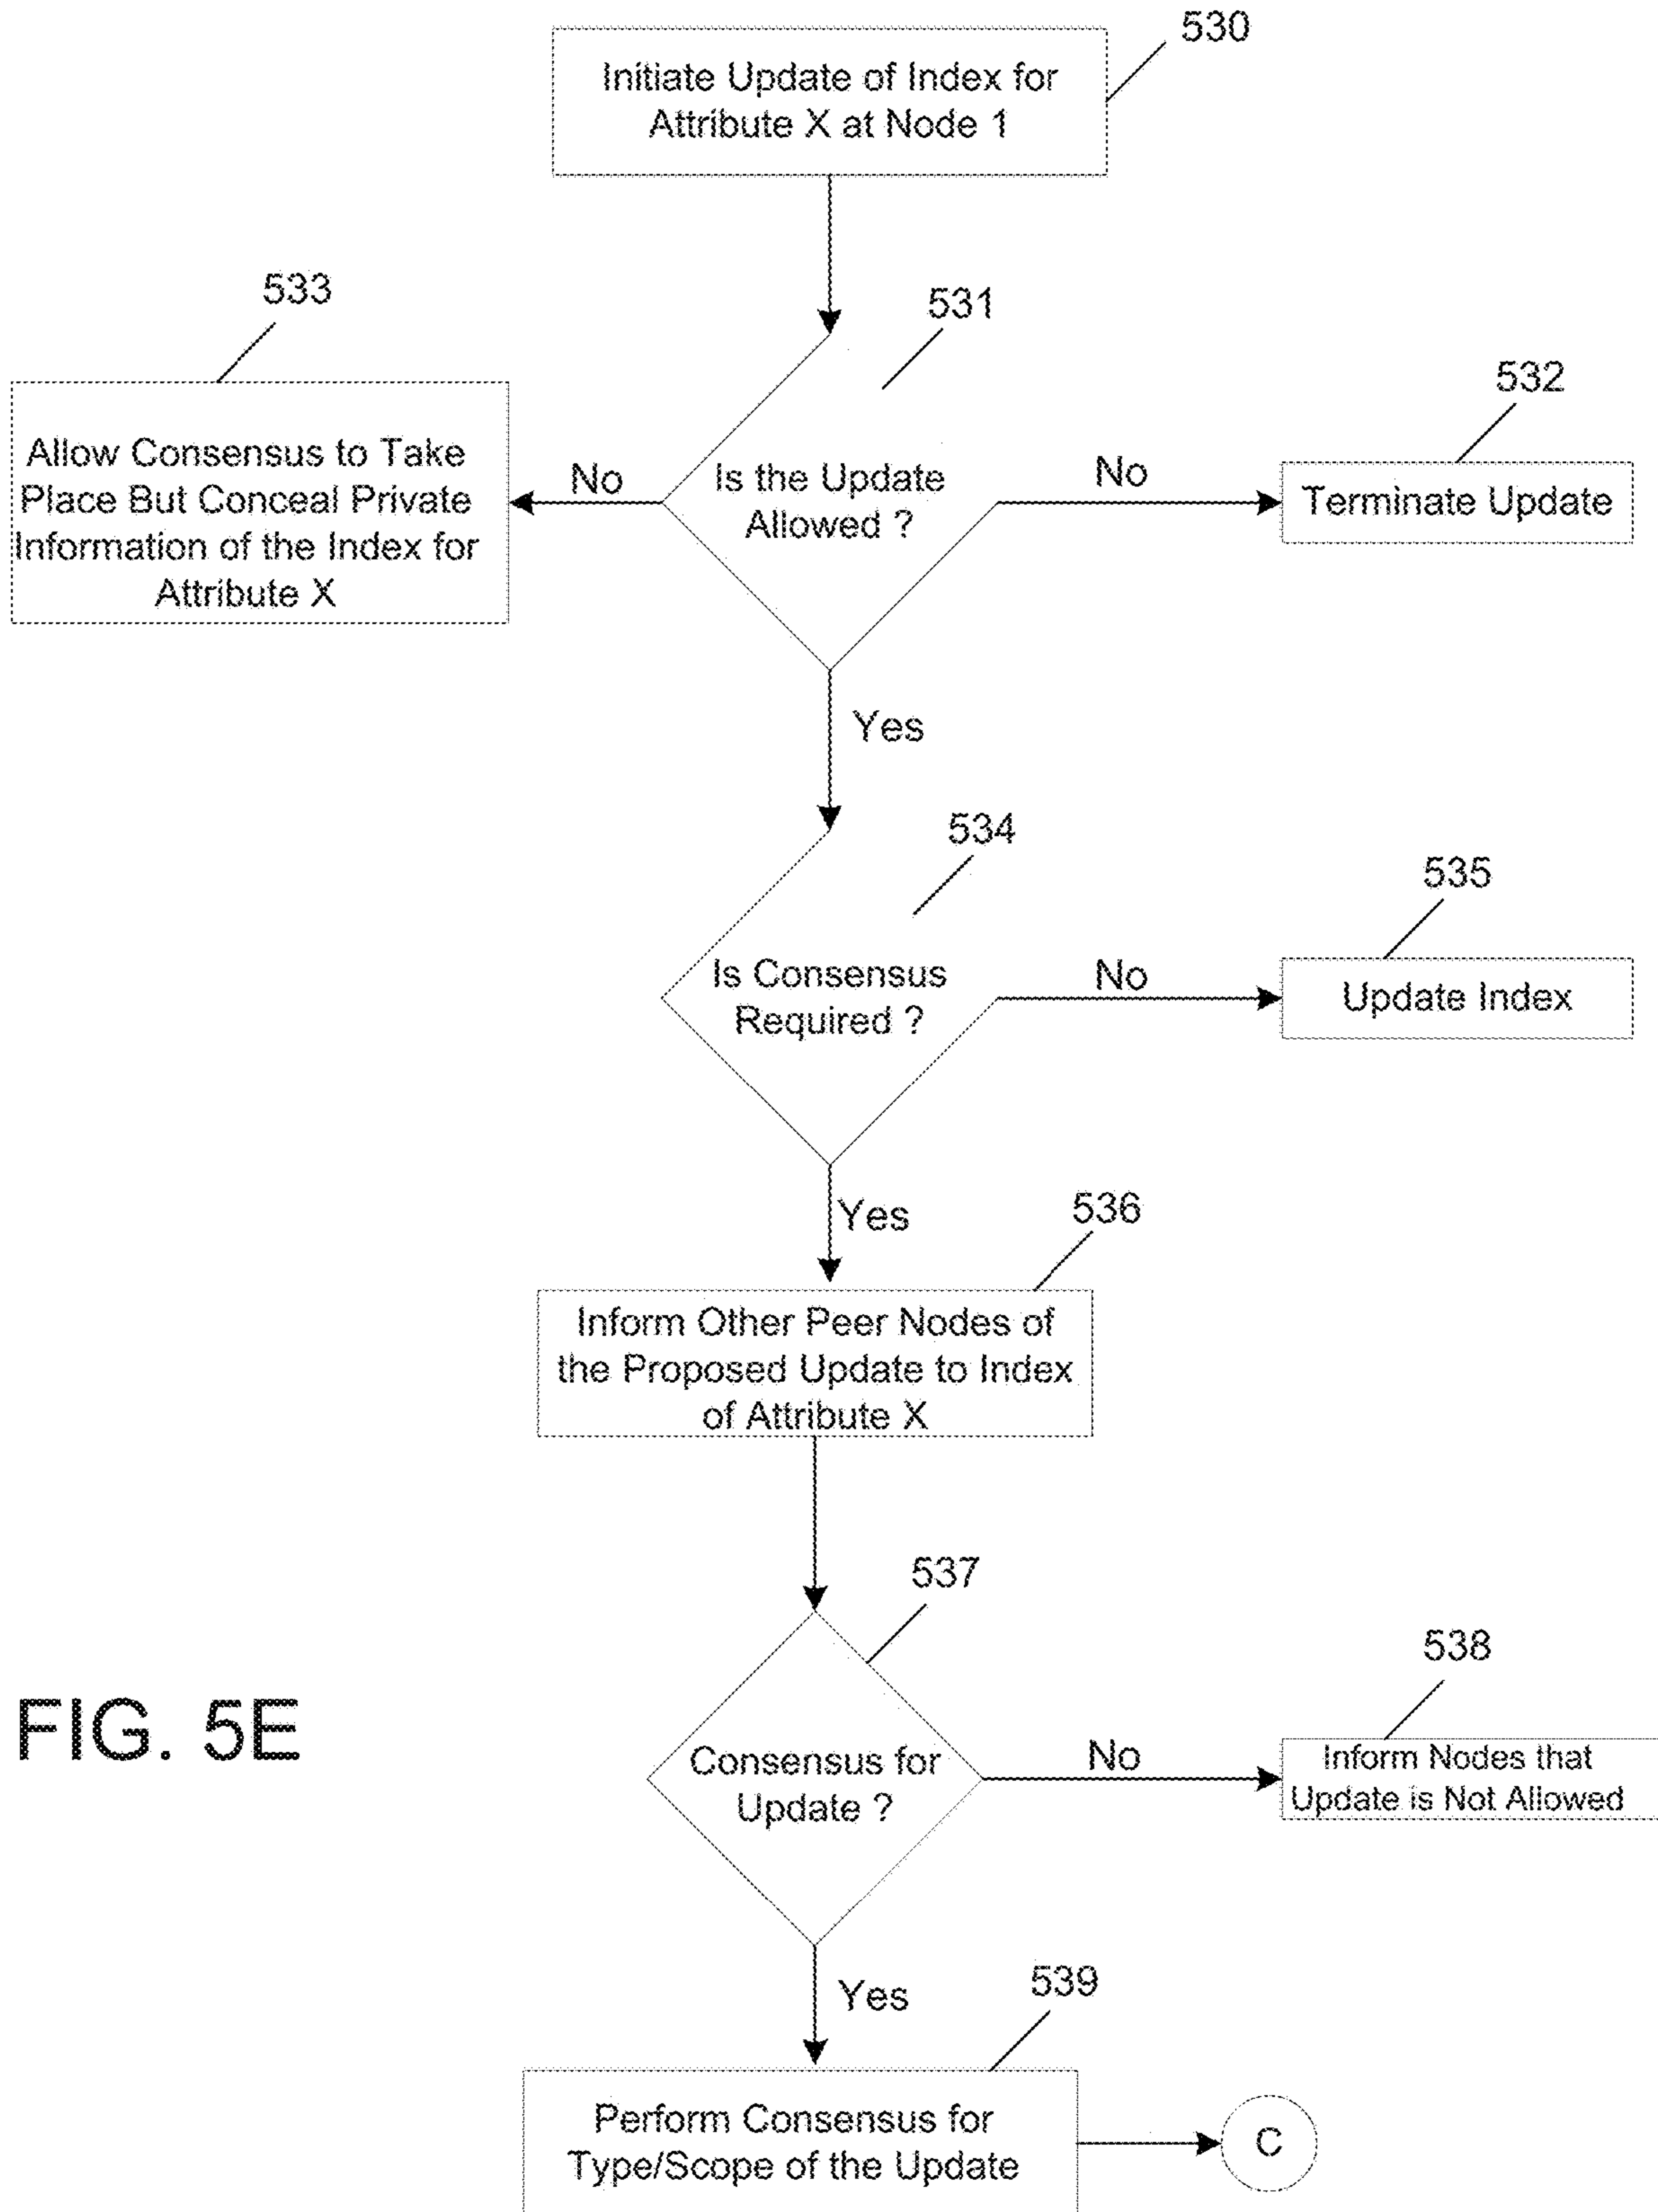 530
Initiate Update of Index for
Attribute X at Node 1
533
531
532
Allow Consensus to Take
Place But Conceal Private
Information of the Index for
Attribute X
No
Is the Update
Allowed ?
No
Terminate Update
Yes
534
535
Is Consensus
Required ?
No
Update Index
Yes
536
Inform Other Peer Nodes of
the Proposed Update to Index
of Attribute X
537
538
FIG. 5E
Consensus for
Update ?
No
Inform Nodes that
Update is Not Allowed
Yes
539
Perform Consensus for
Type/Scope of the Update
C